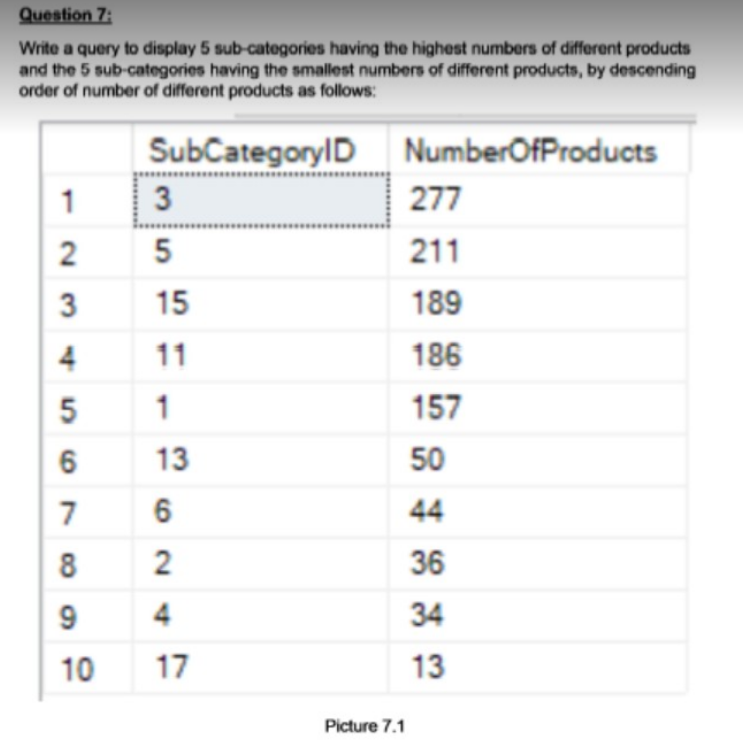 Question 7:
Write a query to display 5 sub-categories having the highest numbers of different products
and the 5 sub-categories having the smallest numbers of different products, by descending
order of number of different products as follows:
SubCategoryID NumberOfProducts
1 3 277
2 5 211
3 15 189
4 11 186
5 1 157
6 13 50
7 6 44
8 2 36
9 4 34
10 17 13
Picture 7.1